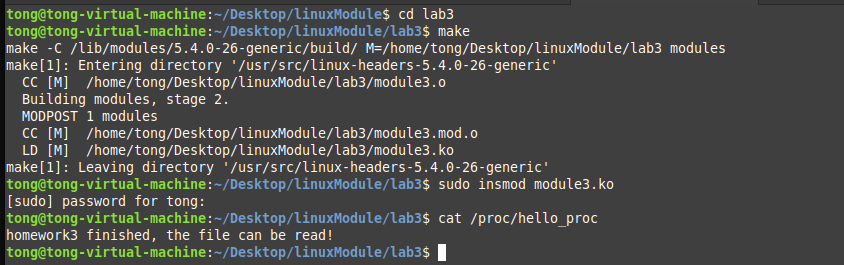 tong@tong-virtual-machine:~/Desktop/linuxModule$ cd lab3
tong@tong-virtual-machine:~/Desktop/linuxModule/lab3$ make
make -C /lib/modules/5.4.0-26-generic/build/ M=/home/tong/Desktop/linuxModule/lab3 modules
make[1]: Entering directory '/usr/src/linux-headers-5.4.0-26-generic'
  CC [M]  /home/tong/Desktop/linuxModule/lab3/module3.o
  Building modules, stage 2.
  MODPOST 1 modules
  CC [M]  /home/tong/Desktop/linuxModule/lab3/module3.mod.o
  LD [M]  /home/tong/Desktop/linuxModule/lab3/module3.ko
make[1]: Leaving directory '/usr/src/linux-headers-5.4.0-26-generic'
tong@tong-virtual-machine:~/Desktop/linuxModule/lab3$ sudo insmod module3.ko
[sudo] password for tong:
tong@tong-virtual-machine:~/Desktop/linuxModule/lab3$ cat /proc/hello_proc
homework3 finished, the file can be read!
tong@tong-virtual-machine:~/Desktop/linuxModule/lab3$